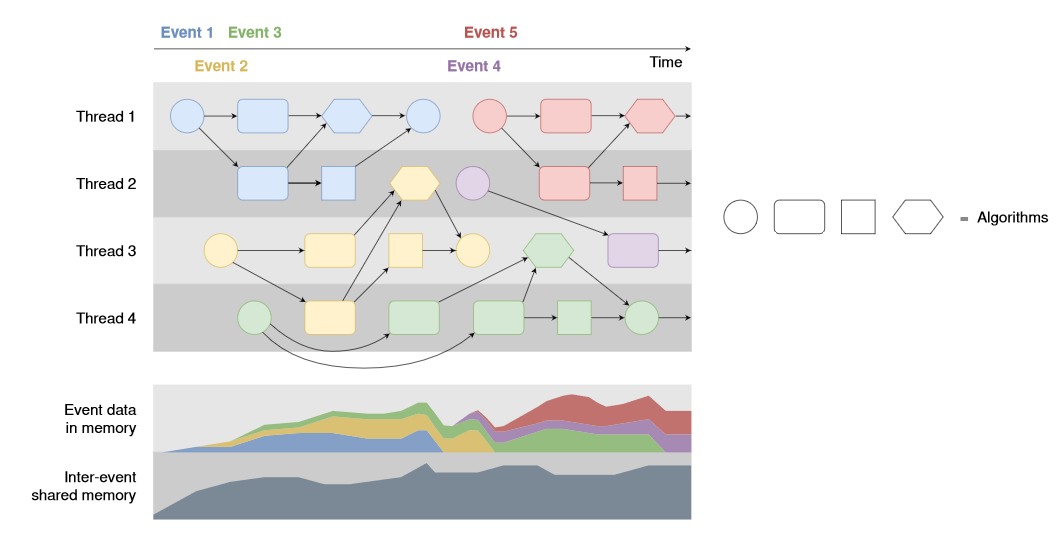 Event 1 Event 3 Event 5
Time
Event 2 Event 4
Thread 1
Thread 2
Thread 3
Thread 4
= Algorithms
Event data
in memory
Inter-event
shared memory